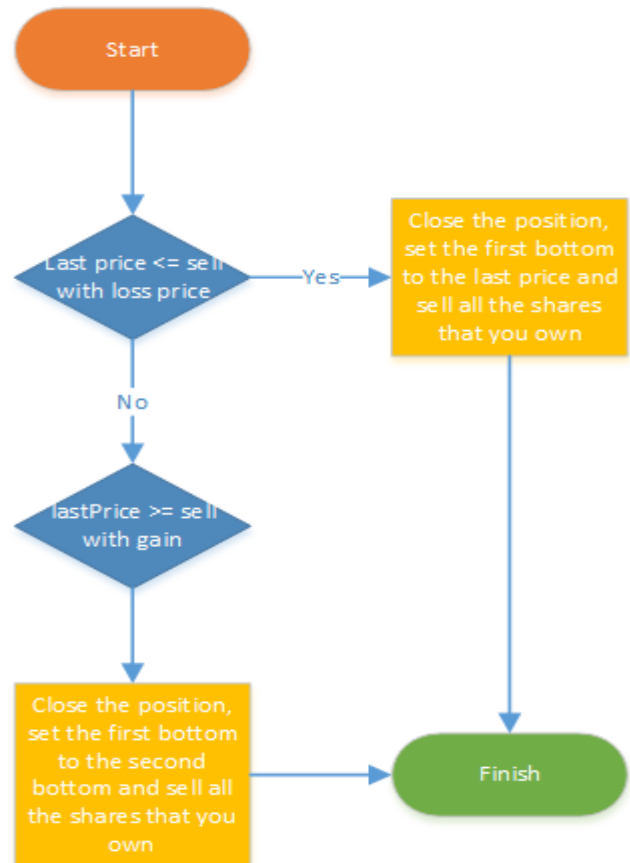 Start
Last price <= sell
with loss price
Yes
Close the position,
set the first bottom
to the last price and
sell all the shares
that you own
No
lastPrice >= sell
with gain
Close the position,
set the first bottom
to the second
bottom and sell all
the shares that you
own
Finish